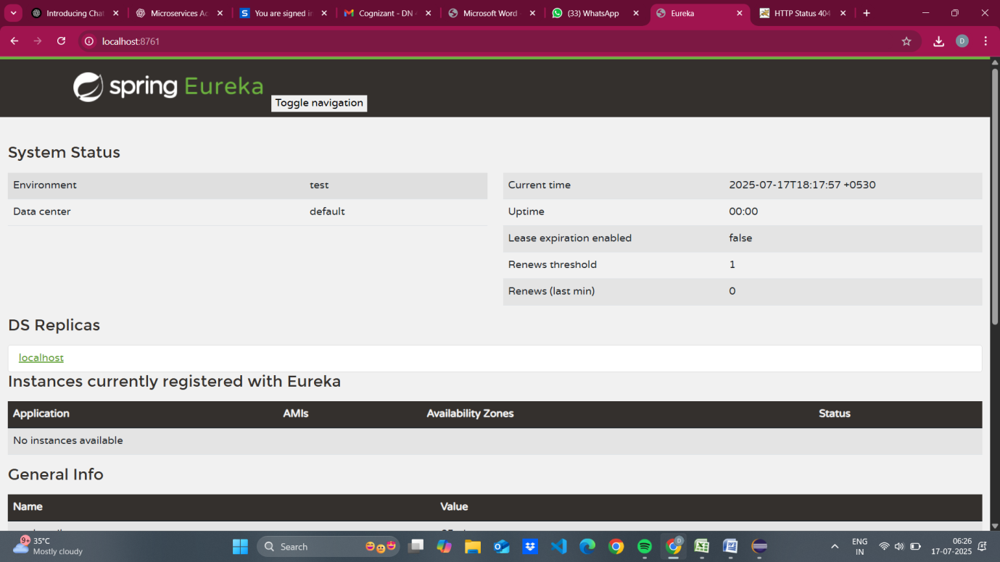 Introducing Chat
Microservices Ac
You are signed in
Cognizant - DN
Microsoft Word
(33) WhatsApp
Eureka
HTTP Status 404
localhost:8761
D
spring Eureka
Toggle navigation
System Status
Environment test
Data center default
Current time 2025-07-17T18:17:57 +0530
Uptime 00:00
Lease expiration enabled false
Renews threshold 1
Renews (last min) 0
DS Replicas
localhost
Instances currently registered with Eureka
Application AMIs Availability Zones Status
No instances available
General Info
Name Value
9+ 35°C
Mostly cloudy
Search
ENG
IN
06:26
17-07-2025